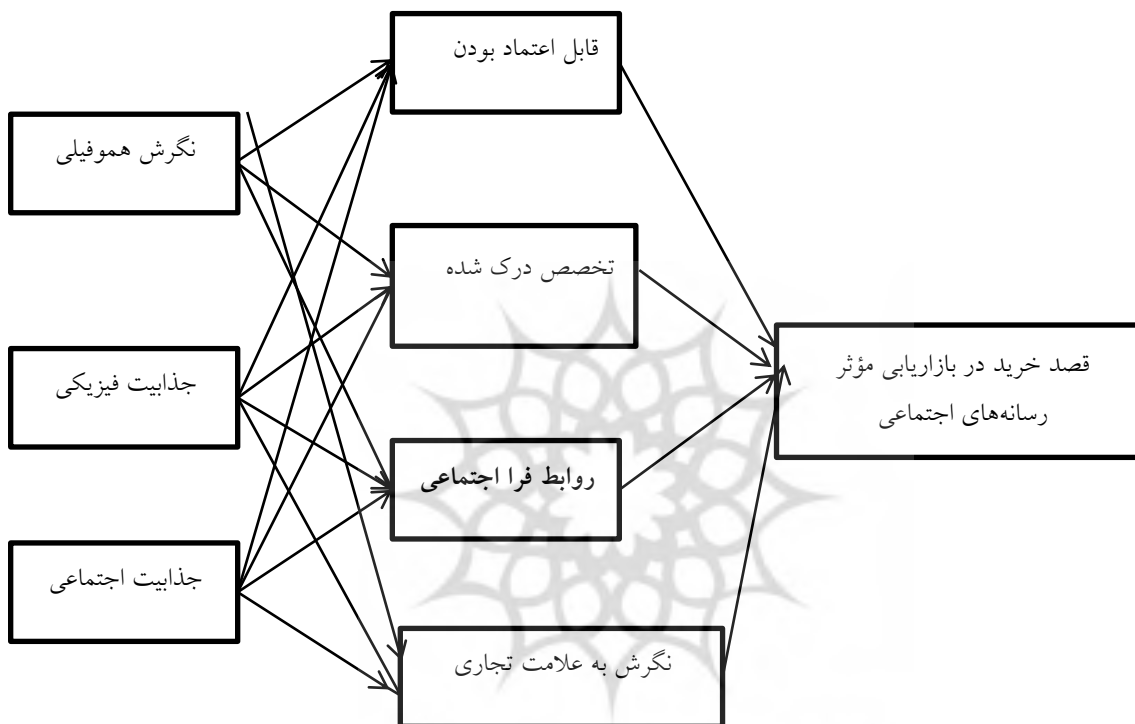 قابل اعتماد بودن
نگرش هموفیلی
تخصص درک شده
جذابیت فیزیکی
قصد خرید در بازاریابی مؤثر
رسانه‌های اجتماعی
روابط فرا اجتماعی
جذابیت اجتماعی
نگرش به علامت تجاری